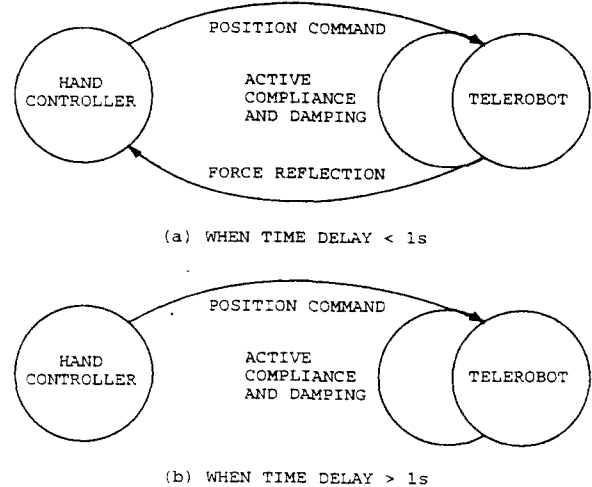 POSITION COMMAND
HAND
CONTROLLER
ACTIVE
COMPLIANCE
AND DAMPING
TELEROBOT
FORCE REFLECTION
(a) WHEN TIME DELAY < 1s
POSITION COMMAND
HAND
CONTROLLER
ACTIVE
COMPLIANCE
AND DAMPING
TELEROBOT
(b) WHEN TIME DELAY > 1s